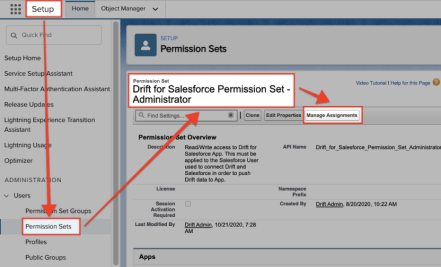 Setup Home Object Manager
Quick Find
Setup Home
Service Setup Assistant
Multi-Factor Authentication Assistant
Release Updates
Lightning Experience Transition
Assistant
Lightning Usage
Optimizer
ADMINISTRATION
Users
Permission Set Groups
Permission Sets
Profiles
Public Groups
SETUP
Permission Sets
Permission Set
Drift for Salesforce Permission Set -
Administrator
Video Tutorial | Help for this Page
Find Settings...
Clone Edit Properties Manage Assignments
Permission Set Overview
Description Read/Write access to Drift for
Salesforce App. This must be
applied to the Salesforce User
used to connect Drift and
Salesforce in order to push
Drift data to App.
API Name Drift_for_Salesforce_Permission_Set_Administrator
License Namespace
Prefix
Session
Activation
Required
Created By Drift Admin, 8/20/2020, 10:22 AM
Last Modified By Drift Admin, 10/21/2020, 7:28
AM
Apps